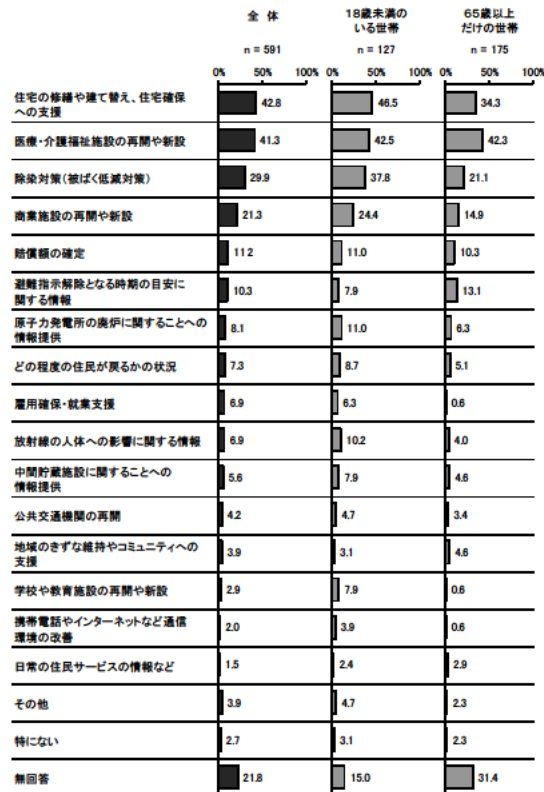 全 体
18歳未満の
いる世帯
65歳以上
だけの世帯
n = 591
n = 127
n = 175
0% 50% 100%
0% 50% 100%
0% 50% 100%
住宅の修繕や建て替え、住宅確保
への支援
42.8 46.5 34.3
医療・介護福祉施設の再開や新設
41.3 42.5 42.3
除染対策(被ばく低減対策)
29.9 37.8 21.1
商業施設の再開や新設
21.3 24.4 14.9
賠償額の確定
112 11.0 10.3
避難指示解除となる時期の目安に
関する情報
10.3 7.9 13.1
原子力発電所の廃炉に関することへの
情報提供
8.1 11.0 6.3
どの程度の住民が戻るかの状況
7.3 8.7 5.1
雇用確保・就業支援
6.9 6.3 0.6
放射線の人体への影響に関する情報
6.9 10.2 4.0
中間貯蔵施設に関することへの
情報提供
5.6 7.9 4.6
公共交通機関の再開
4.2 4.7 3.4
地域のきずな維持やコミュニティへの
支援
3.9 3.1 4.6
学校や教育施設の再開や新設
2.9 7.9 0.6
携帯電話やインターネットなど通信
環境の改善
2.0 3.9 0.6
日常の住民サービスの情報など
1.5 2.4 2.9
その他
3.9 4.7 2.3
特にない
2.7 3.1 2.3
無回答
21.8 15.0 31.4